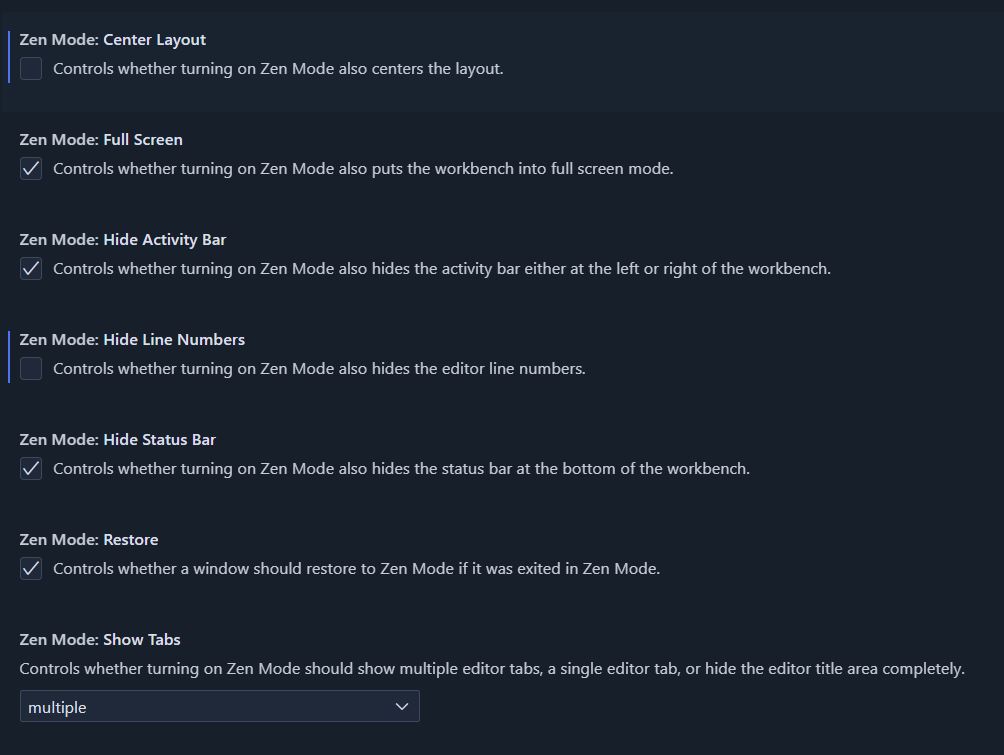 Zen Mode: Center Layout
Controls whether turning on Zen Mode also centers the layout.
Zen Mode: Full Screen
Controls whether turning on Zen Mode also puts the workbench into full screen mode.
Zen Mode: Hide Activity Bar
Controls whether turning on Zen Mode also hides the activity bar either at the left or right of the workbench.
Zen Mode: Hide Line Numbers
Controls whether turning on Zen Mode also hides the editor line numbers.
Zen Mode: Hide Status Bar
Controls whether turning on Zen Mode also hides the status bar at the bottom of the workbench.
Zen Mode: Restore
Controls whether a window should restore to Zen Mode if it was exited in Zen Mode.
Zen Mode: Show Tabs
Controls whether turning on Zen Mode should show multiple editor tabs, a single editor tab, or hide the editor title area completely.
multiple